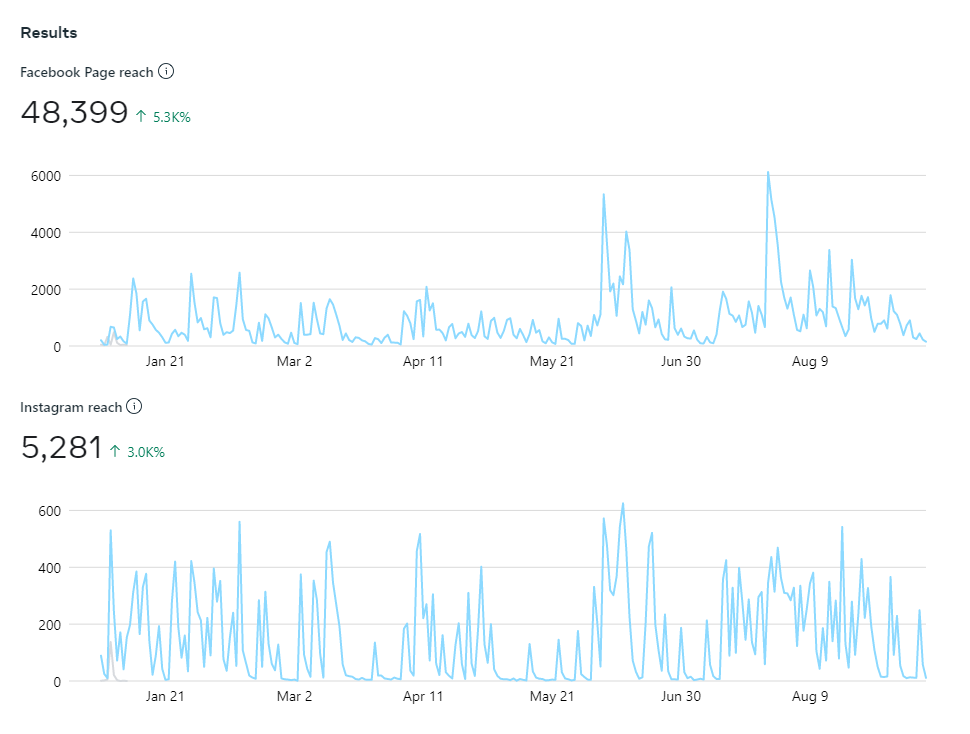 Results
Facebook Page reach
48,399 ↑ 5.3K%
6000
4000
2000
0
Jan 21 Mar 2 Apr 11 May 21 Jun 30 Aug 9
Instagram reach
5,281 ↑ 3.0K%
600
400
200
0
Jan 21 Mar 2 Apr 11 May 21 Jun 30 Aug 9